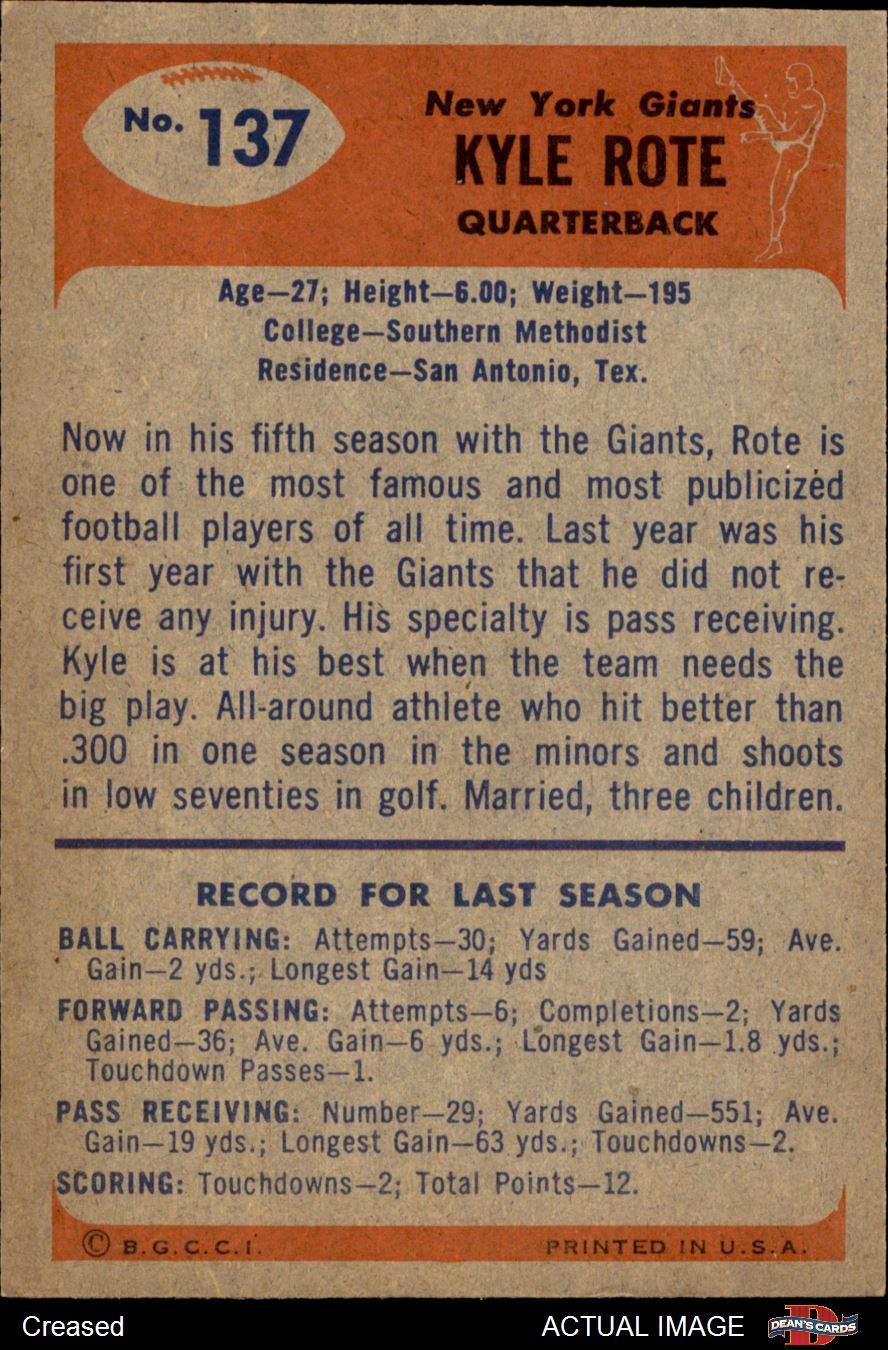 No. 137
New York Giants
KYLE ROTE
QUARTERBACK
Age—27; Height—6.00; Weight—195
College—Southern Methodist
Residence—San Antonio, Tex.
Now in his fifth season with the Giants, Rote is
one of the most famous and most publicized
football players of all time. Last year was his
first year with the Giants that he did not re-
ceive any injury. His specialty is pass receiving.
Kyle is at his best when the team needs the
big play. All-around athlete who hit better than
.300 in one season in the minors and shoots
in low seventies in golf. Married, three children.
RECORD FOR LAST SEASON
BALL CARRYING: Attempts—30; Yards Gained—59; Ave.
Gain—2 yds.; Longest Gain—14 yds
FORWARD PASSING: Attempts—6; Completions—2; Yards
Gained—36; Ave. Gain—6 yds.; Longest Gain—1.8 yds.;
Touchdown Passes—1.
PASS RECEIVING: Number—29; Yards Gained—551; Ave.
Gain—19 yds.; Longest Gain—63 yds.; Touchdowns—2.
SCORING: Touchdowns—2; Total Points—12.
© B.G.C.C.I. PRINTED IN U.S.A.
Creased ACTUAL IMAGE DEAN'S CARDS